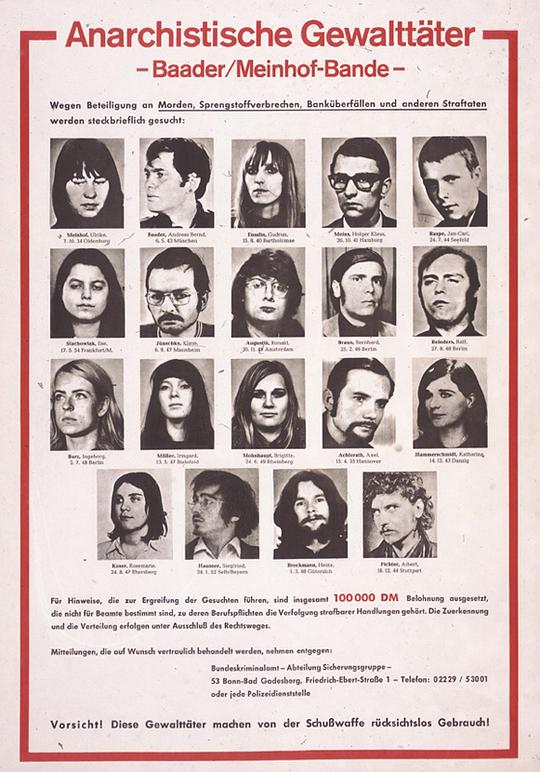 Anarchistische Gewalttäter
– Baader/Meinhof-Bande –
Wegen Beteiligung an Morden, Sprengstoffverbrechen, Banküberfällen und anderen Straftaten
werden steckbrieflich gesucht:
Meinhof, Ulrike,
7. 10. 34 Oldenburg
Baader, Andreas Bernd,
6. 5. 43 München
Ensslin, Gudrun,
15. 8. 40 Bartholomae
Meins, Holger Klaus,
26. 10. 41 Hamburg
Raspe, Jan-Carl,
24. 7. 44 Seefeld
Stachowiak, Ilse,
17. 5. 54 Frankfurt/M.
Jünschke, Klaus,
6. 9. 47 Mannheim
Augustin, Ronald,
20. 11. Amsterdam
Braun, Bernhard,
25. 2. 46 Berlin
Reinders, Ralf,
27. 8. 48 Berlin
Barz, Ingeborg,
2. 7. 48 Berlin
Möller, Irmgard,
13. 5. 47 Bielefeld
Mohnhaupt, Brigitte,
24. 6. 49 Rheinberg
Achterath, Axel,
15. 4. 35 Hannover
Hammerschmidt, Katharina,
14. 12. 43 Danzig
Keser, Rosemarie,
24. 8. 47 Ebersberg
Hausner, Siegfried,
24. 1. 52 Selb/Bayern
Brockmann, Heinz,
1. 3. 48 Gütersloh
Fichter, Albert,
18. 12. 44 Stuttgart
Für Hinweise, die zur Ergreifung der Gesuchten führen, sind insgesamt 100 000 DM Belohnung ausgesetzt,
die nicht für Beamte bestimmt sind, zu deren Berufspflichten die Verfolgung strafbarer Handlungen gehört. Die Zuerkennung
und die Verteilung erfolgen unter Ausschluß des Rechtsweges.
Mitteilungen, die auf Wunsch vertraulich behandelt werden, nehmen entgegen:
Bundeskriminalamt – Abteilung Sicherungsgruppe –
53 Bonn-Bad Godesberg, Friedrich-Ebert-Straße 1 – Telefon: 02229 / 53001
oder jede Polizeidienststelle
Vorsicht! Diese Gewalttäter machen von der Schußwaffe rücksichtslos Gebrauch!